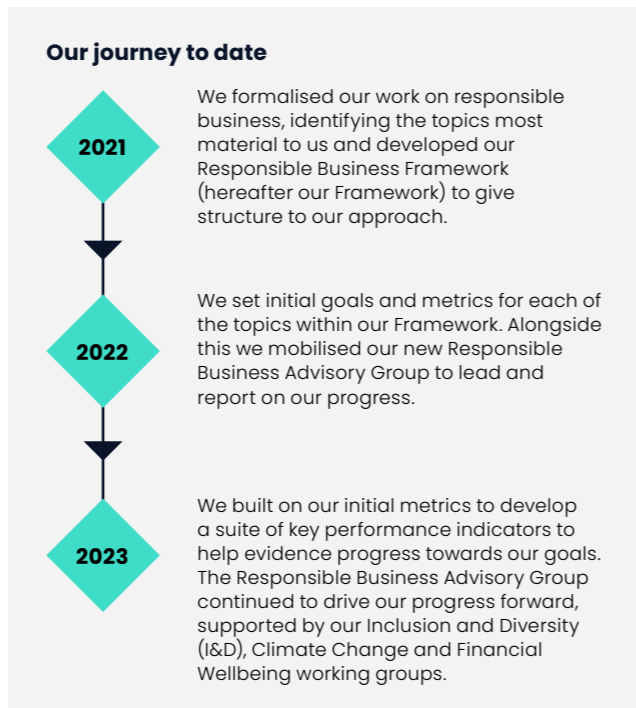 Our journey to date
2021
We formalised our work on responsible
business, identifying the topics most
material to us and developed our
Responsible Business Framework
(hereafter our Framework) to give
structure to our approach.
2022
We set initial goals and metrics for each of
the topics within our Framework. Alongside
this we mobilised our new Responsible
Business Advisory Group to lead and
report on our progress.
2023
We built on our initial metrics to develop
a suite of key performance indicators to
help evidence progress towards our goals.
The Responsible Business Advisory Group
continued to drive our progress forward,
supported by our Inclusion and Diversity
(I&D), Climate Change and Financial
Wellbeing working groups.